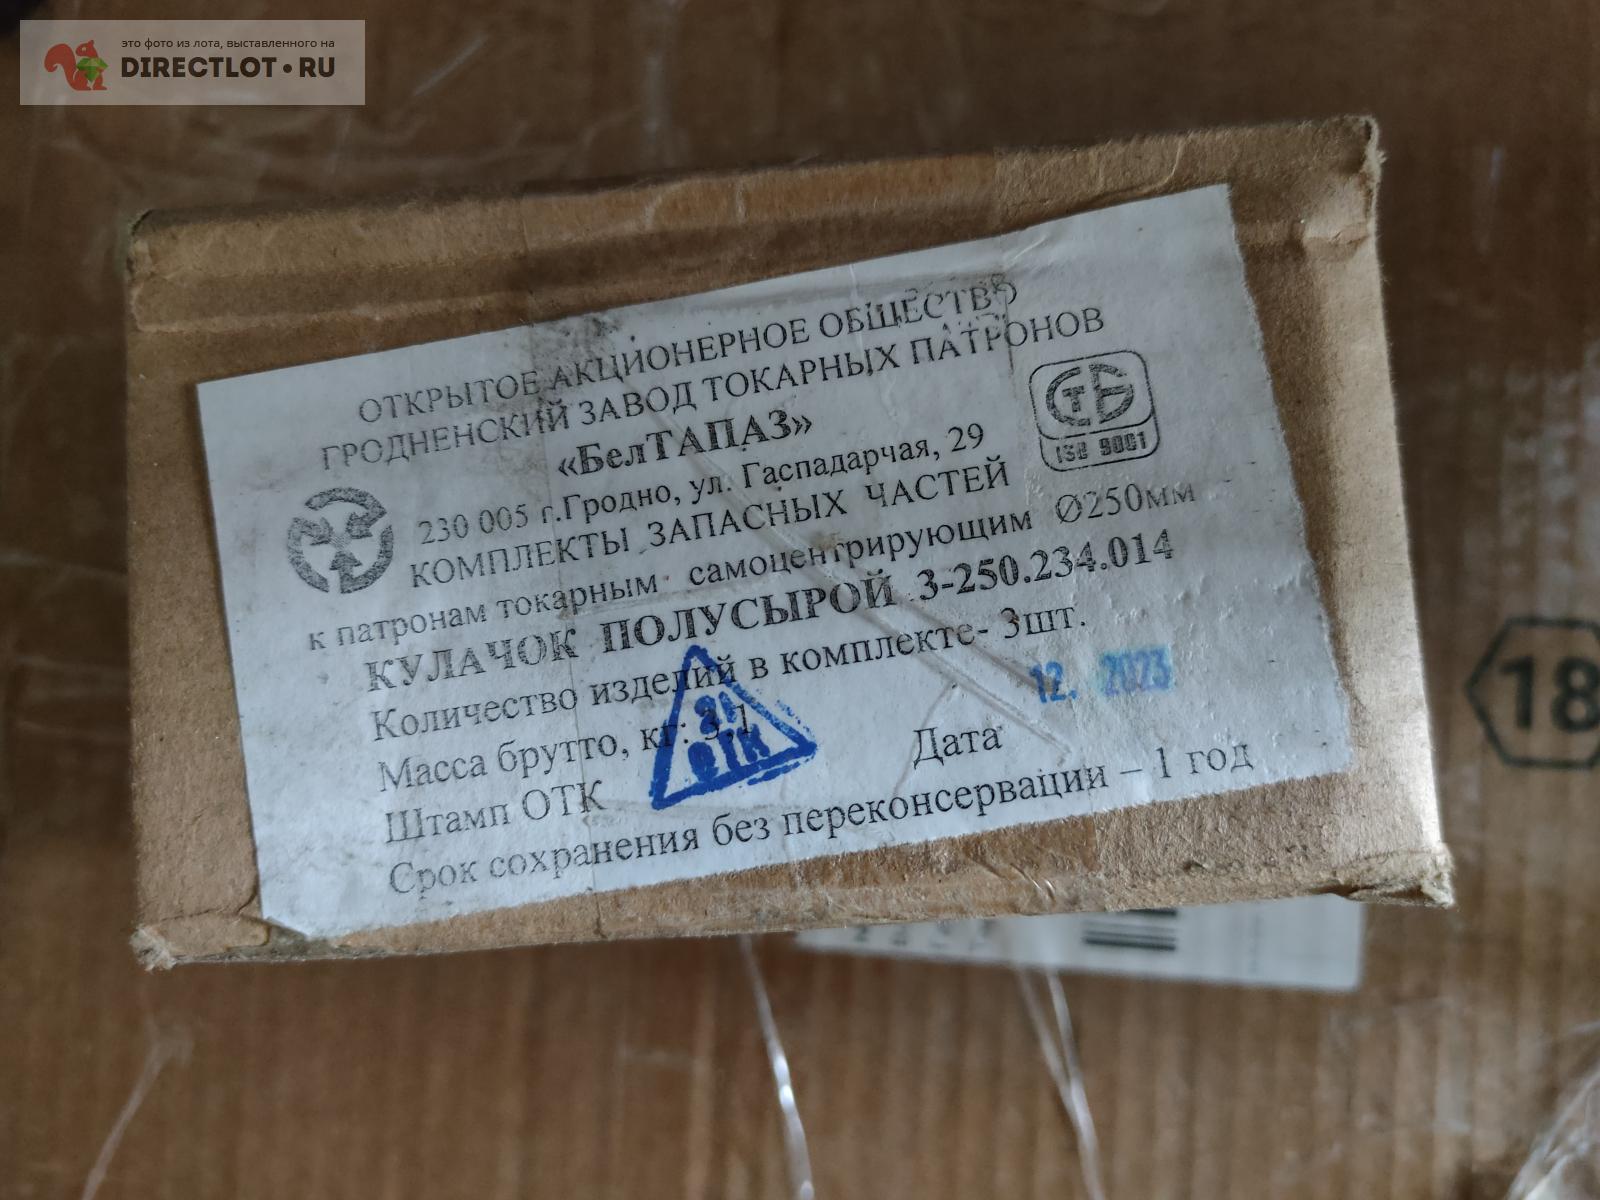 это фото из лота, выставленного на
DIRECTLOT•RU
ОТКРЫТОЕ АКЦИОНЕРНОЕ ОБЩЕСТВО
ГРОДНЕНСКИЙ ЗАВОД ТОКАРНЫХ ПАТРОНОВ
«БелТАПАЗ»
230 005 г.Гродно, ул. Гаспадарчая, 29
СТБ
ISO 9001
КОМПЛЕКТЫ ЗАПАСНЫХ ЧАСТЕЙ
к патронам токарным самоцентрирующим Ø250мм
КУЛАЧОК ПОЛУСЫРОЙ 3-250.234.014
Количество изделий в комплекте- 3шт.
Масса брутто, кг: 3,1
12. 2023
Штамп ОТК
ОТК
Дата
Срок сохранения без переконсервации – 1 год
18